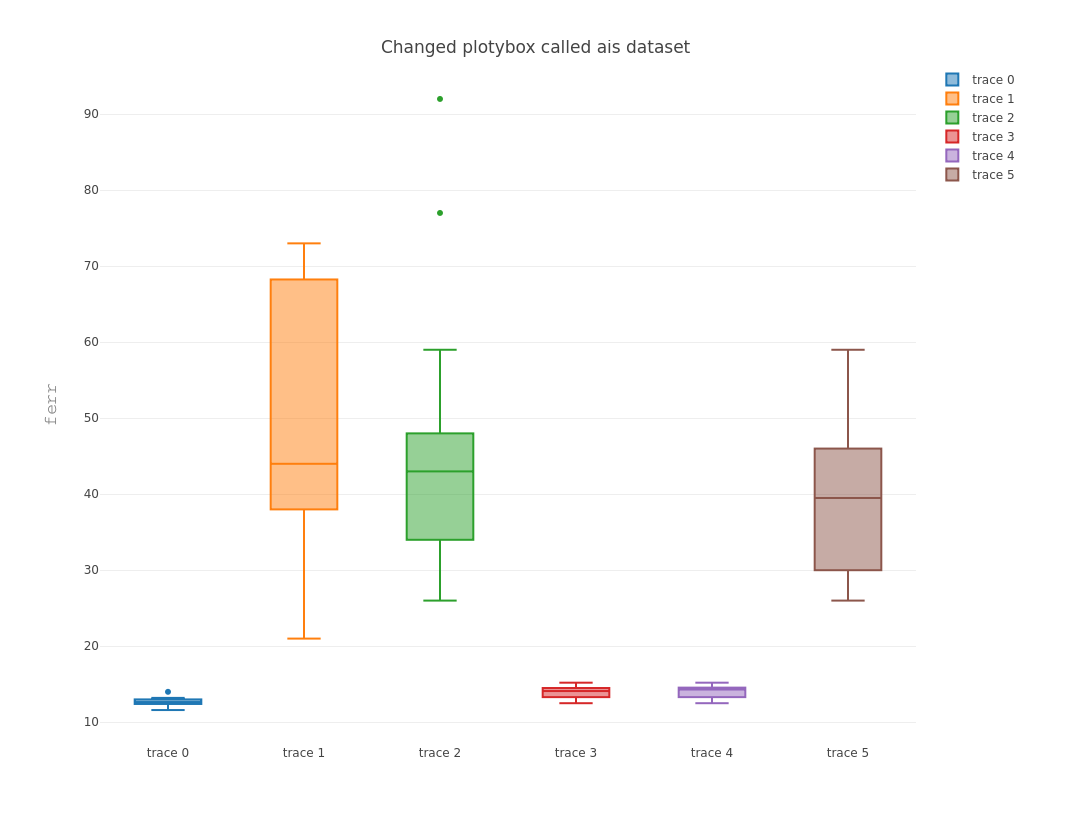 Changed plotybox called ais dataset
trace 0
trace 1
trace 2
trace 3
trace 4
trace 5
90
80
70
60
50
40
30
20
10
ferr
trace 0
trace 1
trace 2
trace 3
trace 4
trace 5